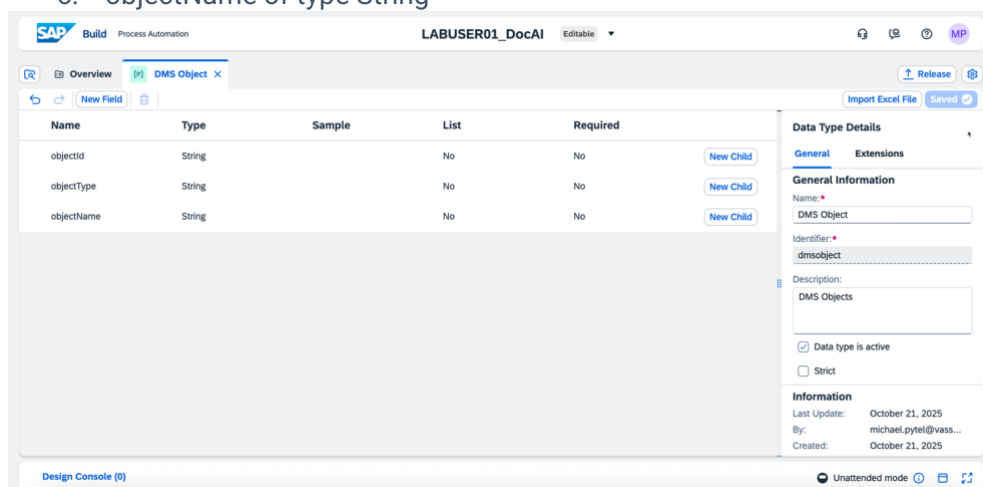 objectName of type String
SAP Build Process Automation LABUSER01_DocAI Editable MP
Overview DMS Object Release
New Field Import Excel File Saved
Name Type Sample List Required
objectId String No No New Child
objectType String No No New Child
objectName String No No New Child
Data Type Details
General Extensions
General Information
Name:*
DMS Object
Identifier:*
dmsobject
Description:
DMS Objects
Data type is active
Strict
Information
Last Update: October 21, 2025
By: michael.pytel@vass...
Created: October 21, 2025
Design Console (0) Unattended mode